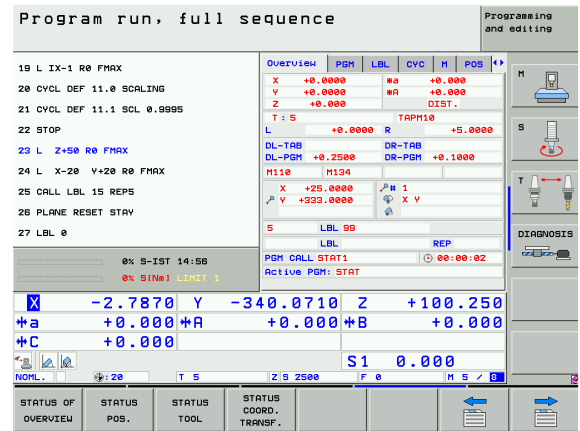 Program run, full sequence
Programming and editing
19 L IX-1 R0 FMAX
20 CYCL DEF 11.0 SCALING
21 CYCL DEF 11.1 SCL 0.9995
22 STOP
23 L Z+50 R0 FMAX
24 L X-20 Y+20 R0 FMAX
25 CALL LBL 15 REP5
26 PLANE RESET STAY
27 LBL 0
0% S-IST 14:56
0% S[Nm] LIMIT 1
Overview PGM LBL CYC M POS
X +0.0000 *a +0.000
Y +0.0000 *A +0.000
Z +0.000 DIST.
T : 5 TAPM10
L +0.0000 R +5.0000
DL-TAB DR-TAB
DL-PGM +0.2500 DR-PGM +0.1000
M110 M134
X +25.0000 # 1
Y +333.0000 X Y
5 LBL 99
LBL REP
PGM CALL STAT1 00:00:02
Active PGM: STAT
M
S
T
DIAGNOSIS
X -2.7870 Y -340.0710 Z +100.250
*a +0.000 *A +0.000 *B +0.000
*C +0.000
S1 0.000
NOML. : 20 T 5 Z S 2500 F 0 M 5 / 8
STATUS OF OVERVIEW
STATUS POS.
STATUS TOOL
STATUS COORD. TRANSF.